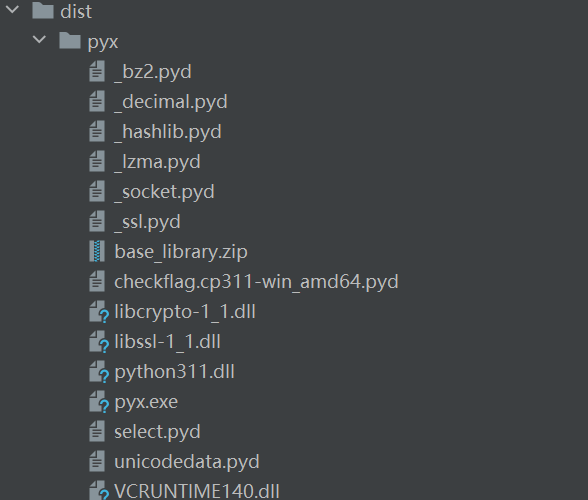 dist
pyx
_bz2.pyd
_decimal.pyd
_hashlib.pyd
_lzma.pyd
_socket.pyd
_ssl.pyd
base_library.zip
checkflag.cp311-win_amd64.pyd
libcrypto-1_1.dll
libssl-1_1.dll
python311.dll
pyx.exe
select.pyd
unicodedata.pyd
VCRUNTIME140.dll